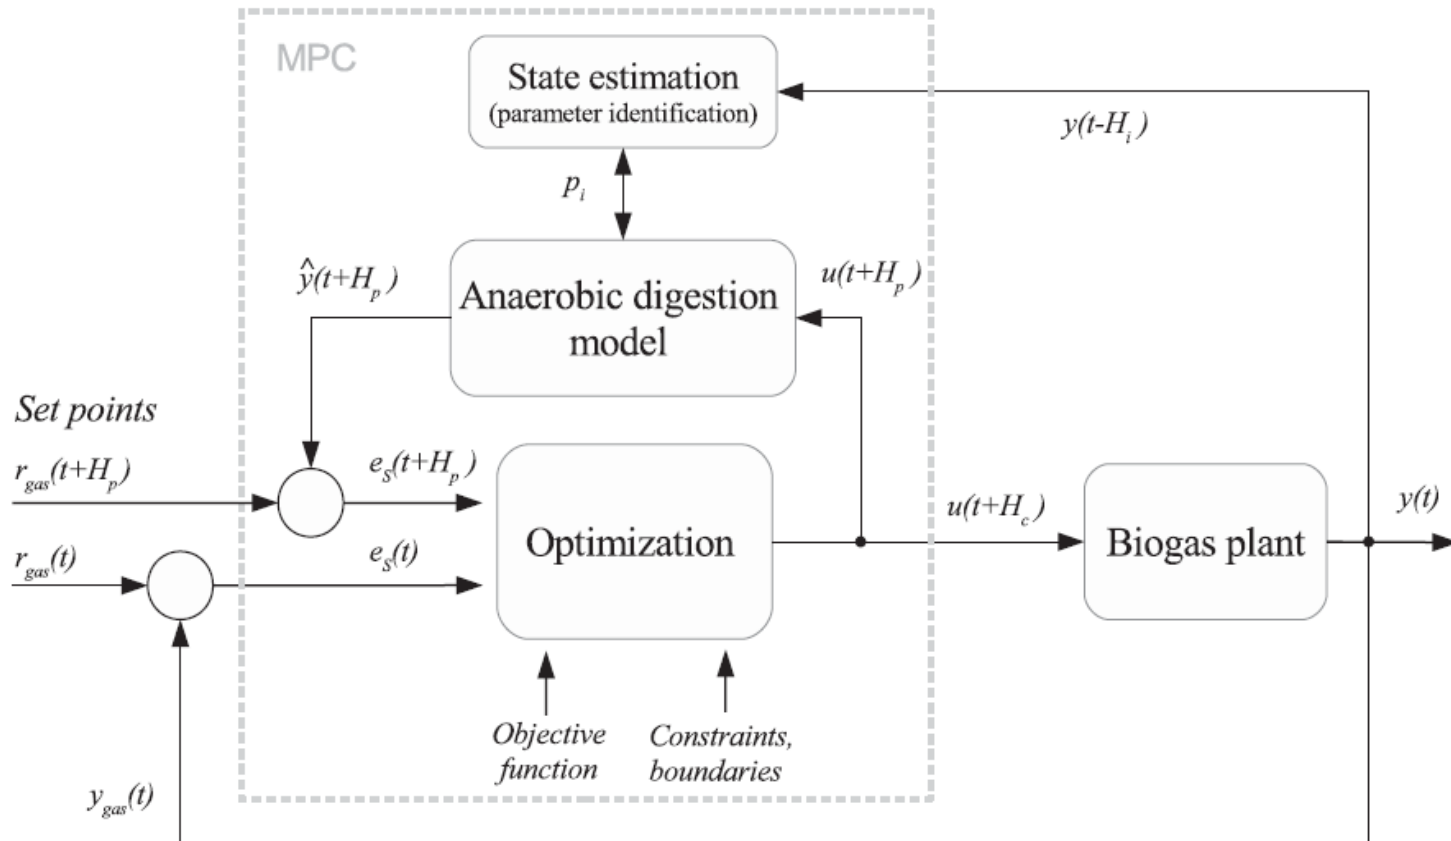 MPC
State estimation
(parameter identification)
y(t-H_i)
p_i
ŷ(t+H_p)
u(t+H_p)
Anaerobic digestion
model
Set points
r_gas(t+H_p)
e_S(t+H_p)
Optimization
u(t+H_c)
Biogas plant
y(t)
r_gas(t)
e_S(t)
Objective
function
Constraints,
boundaries
y_gas(t)